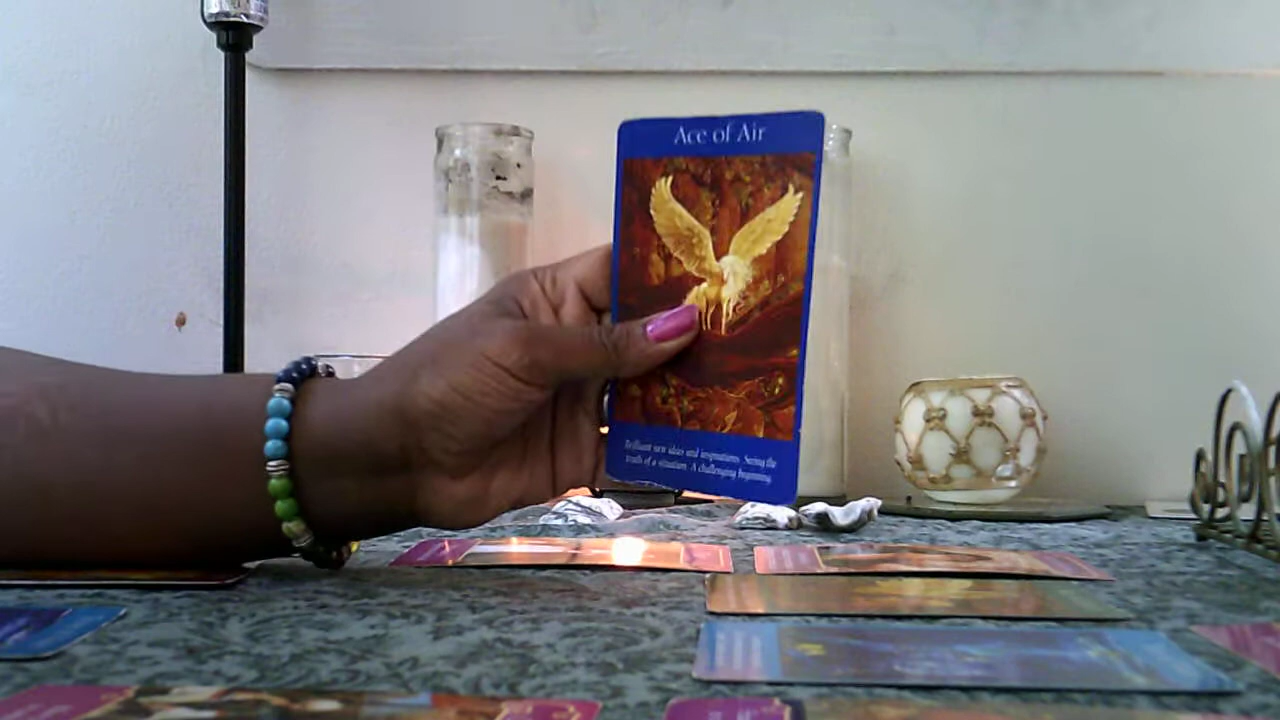 Ace of Air
Brilliant new ideas and inspirations. Seeing the
truth of a situation. A challenging beginning.